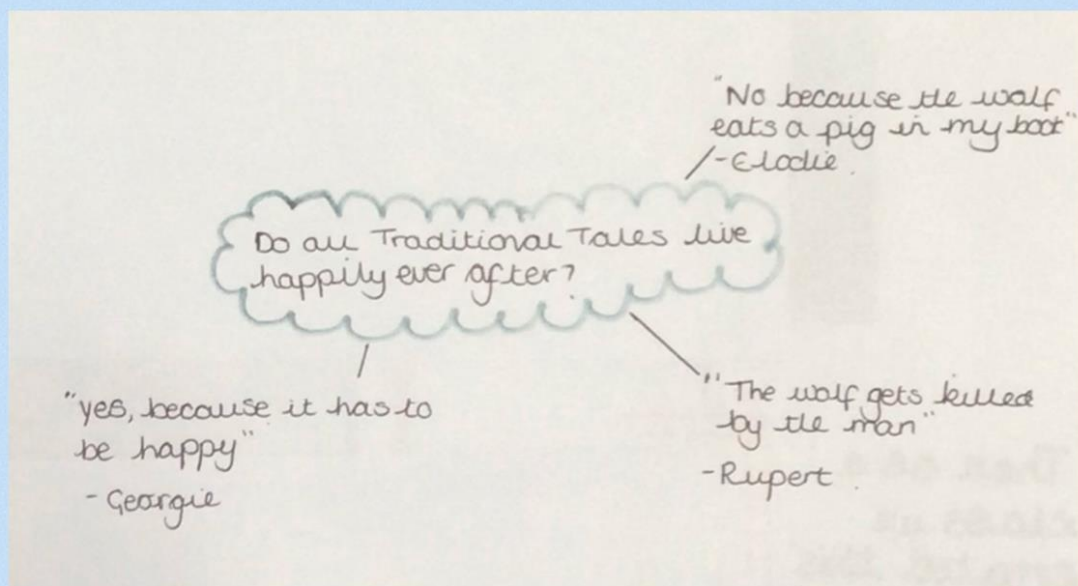 "No because the wolf
eats a pig in my book"
-Elodie.
Do all Traditional Tales live
happily ever after?
"yes, because it has to
be happy"
-Georgie
"The wolf gets killed
by the man"
-Rupert.